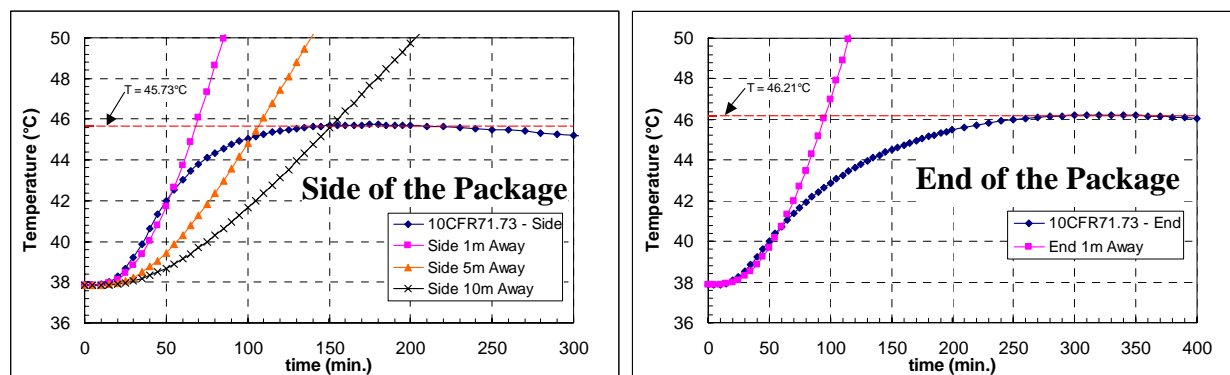 50
48
46
44
42
40
38
36
Temperature (°C)
T = 45.73°C
Side of the Package
10CFR71.73 - Side
Side 1m Away
Side 5m Away
Side 10m Away
0 50 100 150 200 250 300
time (min.)
50
48
46
44
42
40
38
36
Temperature (°C)
T = 46.21°C
End of the Package
10CFR71.73 - End
End 1m Away
0 50 100 150 200 250 300 350 400
time (min.)